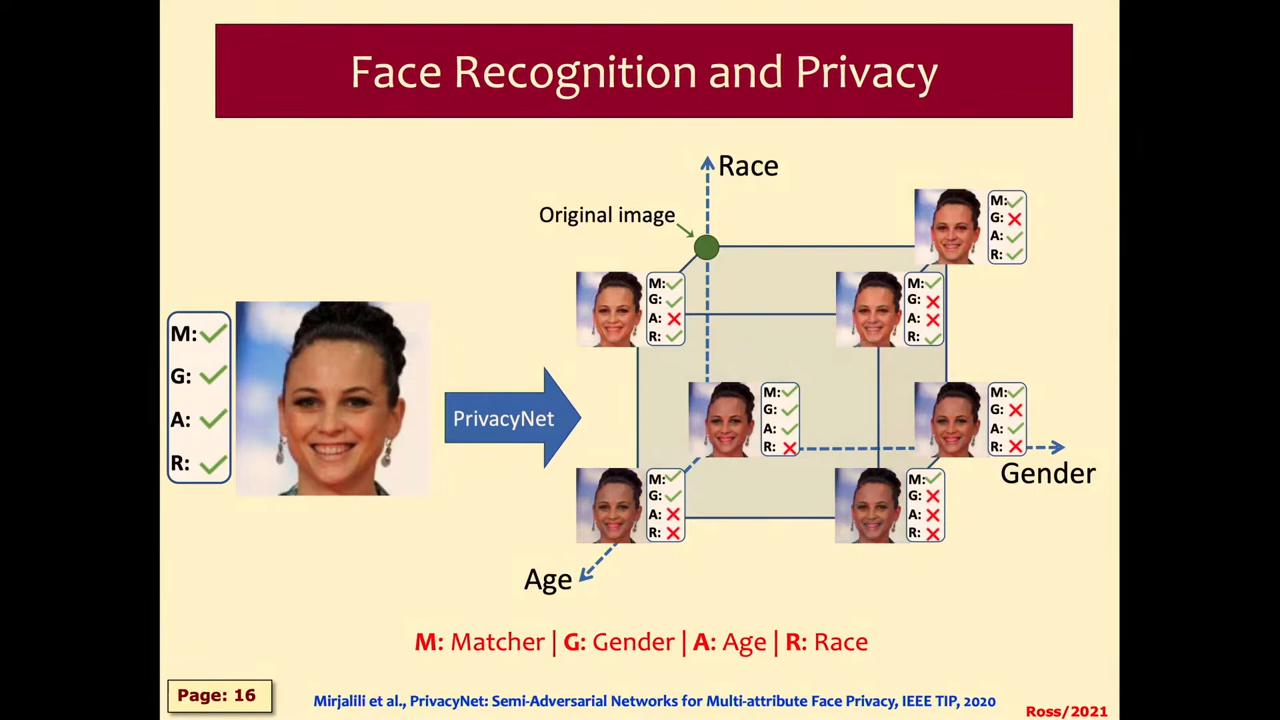 Face Recognition and Privacy
Race
Original image
M:
G:
A:
R:
M:
G:
A:
R:
M:
G:
A:
R:
M:
G:
A:
R:
PrivacyNet
M:
G:
A:
R:
M:
G:
A:
R:
Gender
M:
G:
A:
R:
M:
G:
A:
R:
Age
M: Matcher | G: Gender | A: Age | R: Race
Page: 16
Mirjalili et al., PrivacyNet: Semi-Adversarial Networks for Multi-attribute Face Privacy, IEEE TIP, 2020
Ross/2021